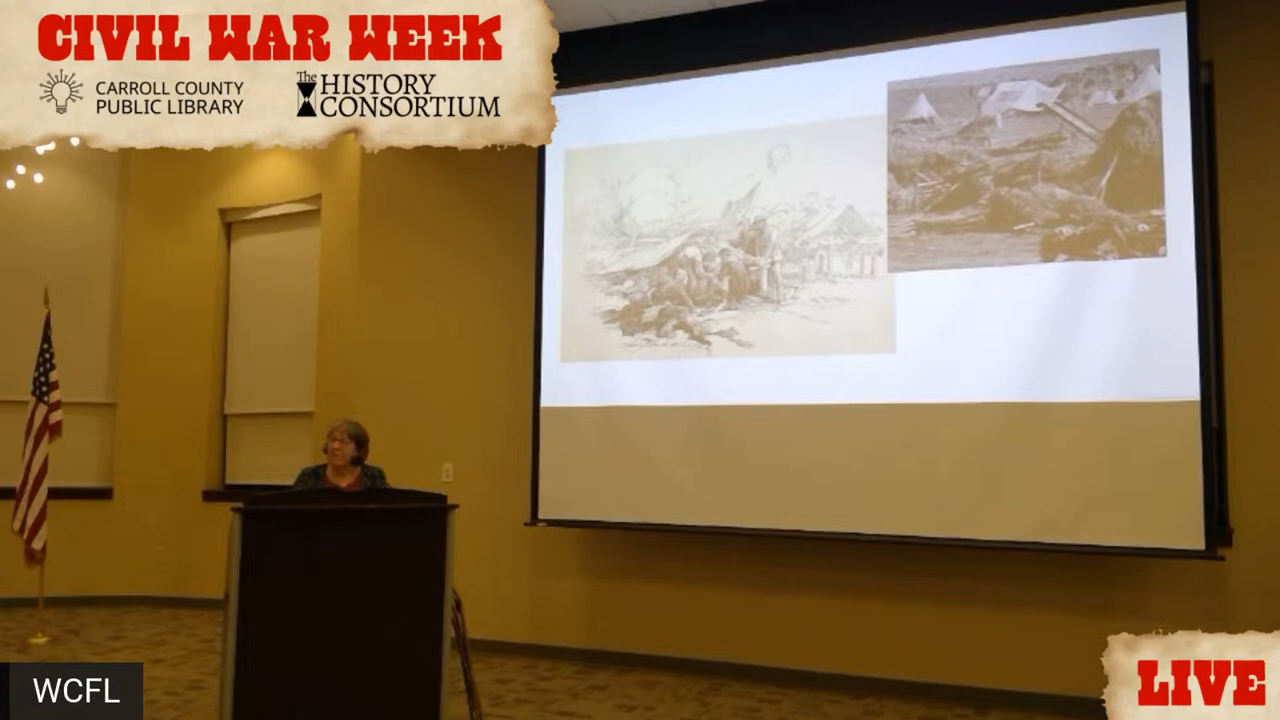 CIVIL WAR WEEK
CARROLL COUNTY
PUBLIC LIBRARY
The HISTORY
CONSORTIUM
WCFL
LIVE